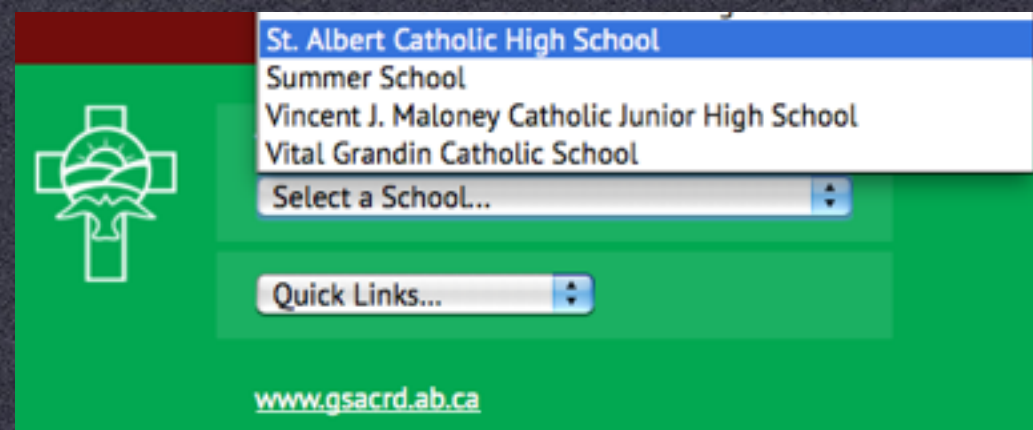 St. Albert Catholic High School
Summer School
Vincent J. Maloney Catholic Junior High School
Vital Grandin Catholic School
Select a School...
Quick Links...
www.gsacrd.ab.ca